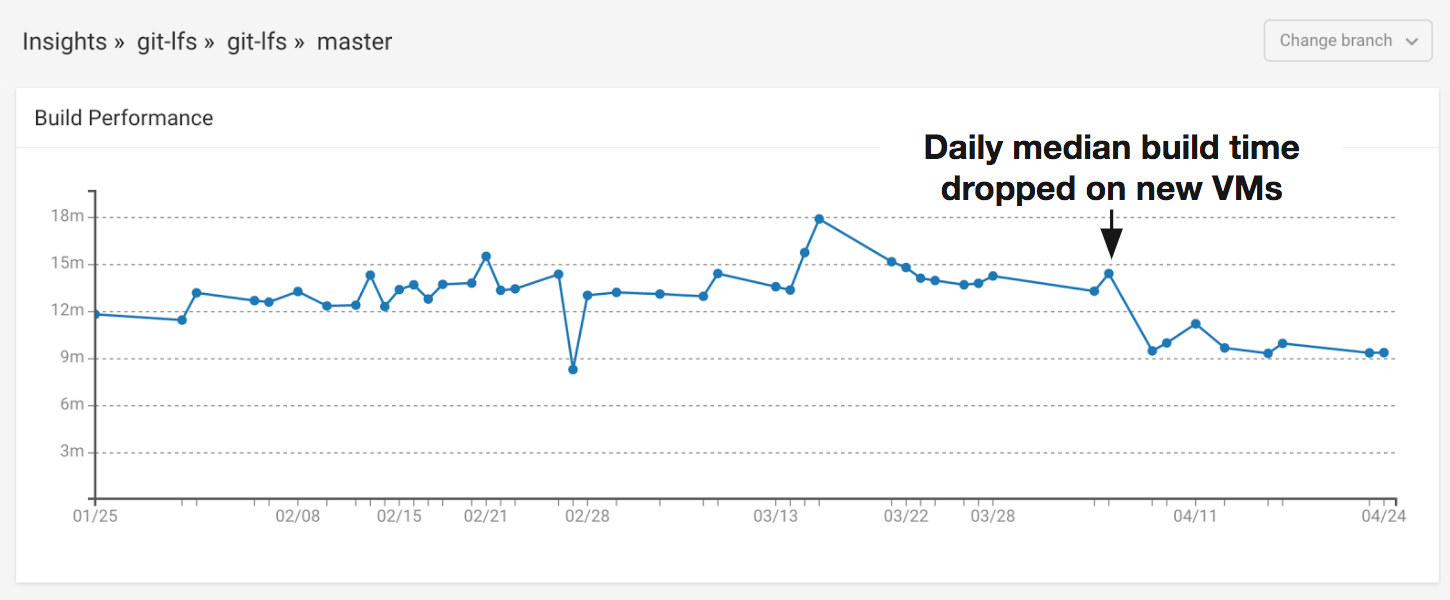 Insights » git-lfs » git-lfs » master
Change branch
Build Performance
Daily median build time
dropped on new VMs
18m
15m
12m
9m
6m
3m
01/25 02/08 02/15 02/21 02/28 03/13 03/22 03/28 04/11 04/24